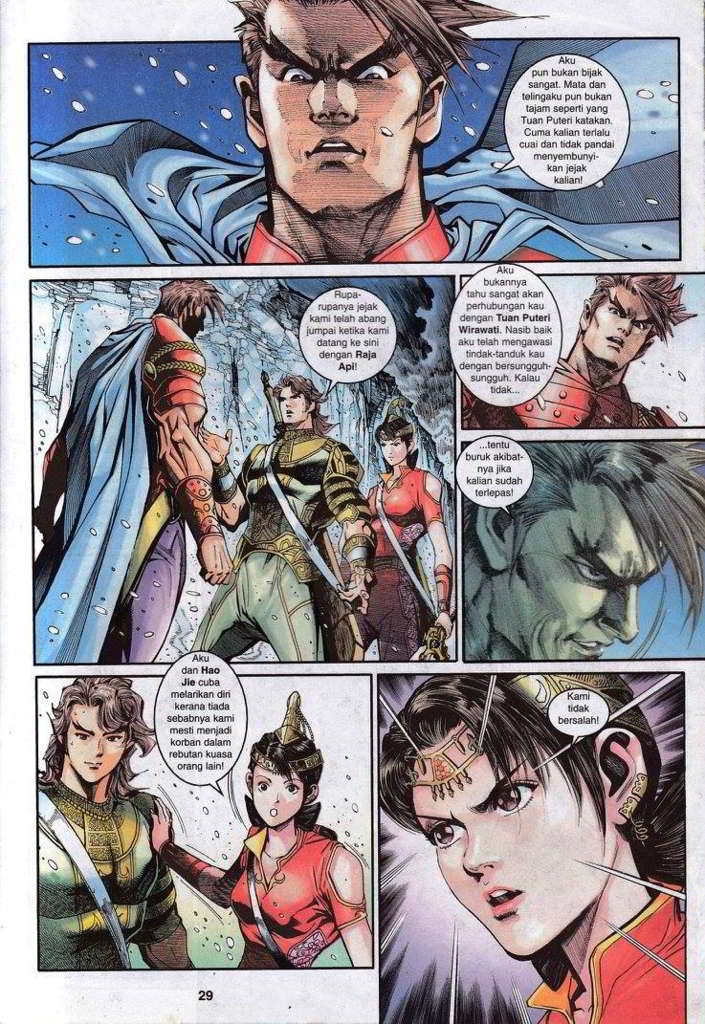 Aku
pun bukan bijak
sangat. Mata dan
telingaku pun bukan
tajam seperti yang
Tuan Puteri katakan.
Cuma kalian terlalu
cuai dan tidak pandai
menyembunyi-
kan jejak
kalian!
Rupa-
rupanya jejak
kami telah abang
jumpai ketika kami
datang ke sini
dengan Raja
Api!
Aku
bukannya
tahu sangat akan
perhubungan kau
dengan Tuan Puteri
Wirawati. Nasib baik
aku telah mengawasi
tindak-tanduk kau
dengan bersungguh-
sungguh. Kalau
tidak...
...tentu
buruk akibat-
nya jika
kalian sudah
terlepas!
Aku
dan Hao
Jie cuba
melarikan diri
kerana tiada
sebabnya kami
mesti menjadi
korban dalam
rebutan kuasa
orang lain!
Kami
tidak
bersalah!
29